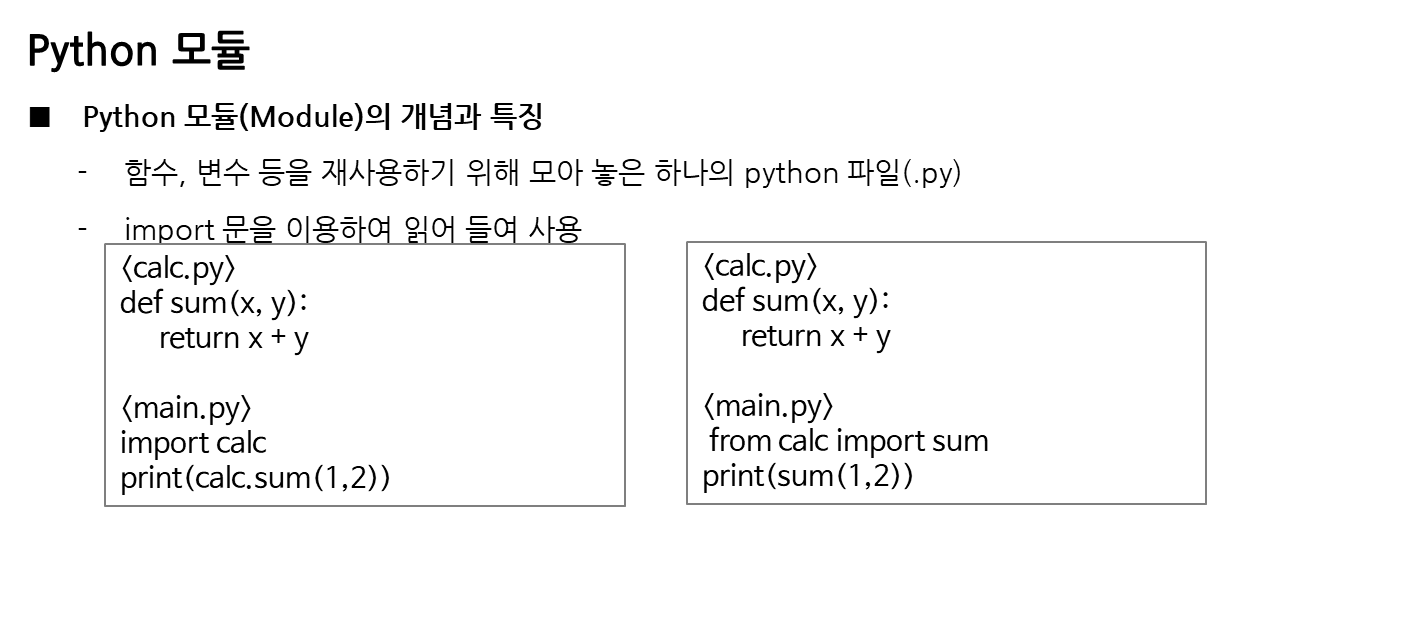 Python 모듈
■ Python 모듈(Module)의 개념과 특징
- 함수, 변수 등을 재사용하기 위해 모아 놓은 하나의 python 파일(.py)
- import 문을 이용하여 읽어 들여 사용
〈calc.py〉
def sum(x, y):
return x + y
〈main.py〉
import calc
print(calc.sum(1,2))
〈calc.py〉
def sum(x, y):
return x + y
〈main.py〉
from calc import sum
print(sum(1,2))